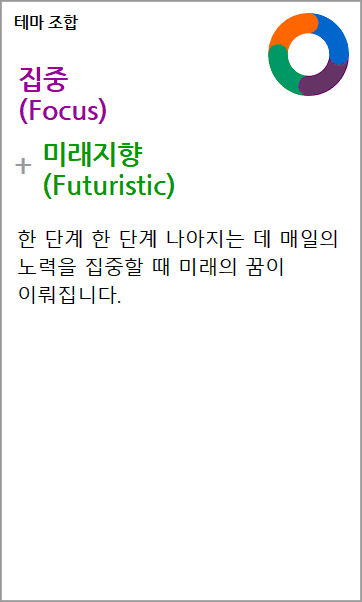 테마 조합
집중
(Focus)
+ 미래지향
(Futuristic)
한 단계 한 단계 나아지는 데 매일의
노력을 집중할 때 미래의 꿈이
이뤄집니다.